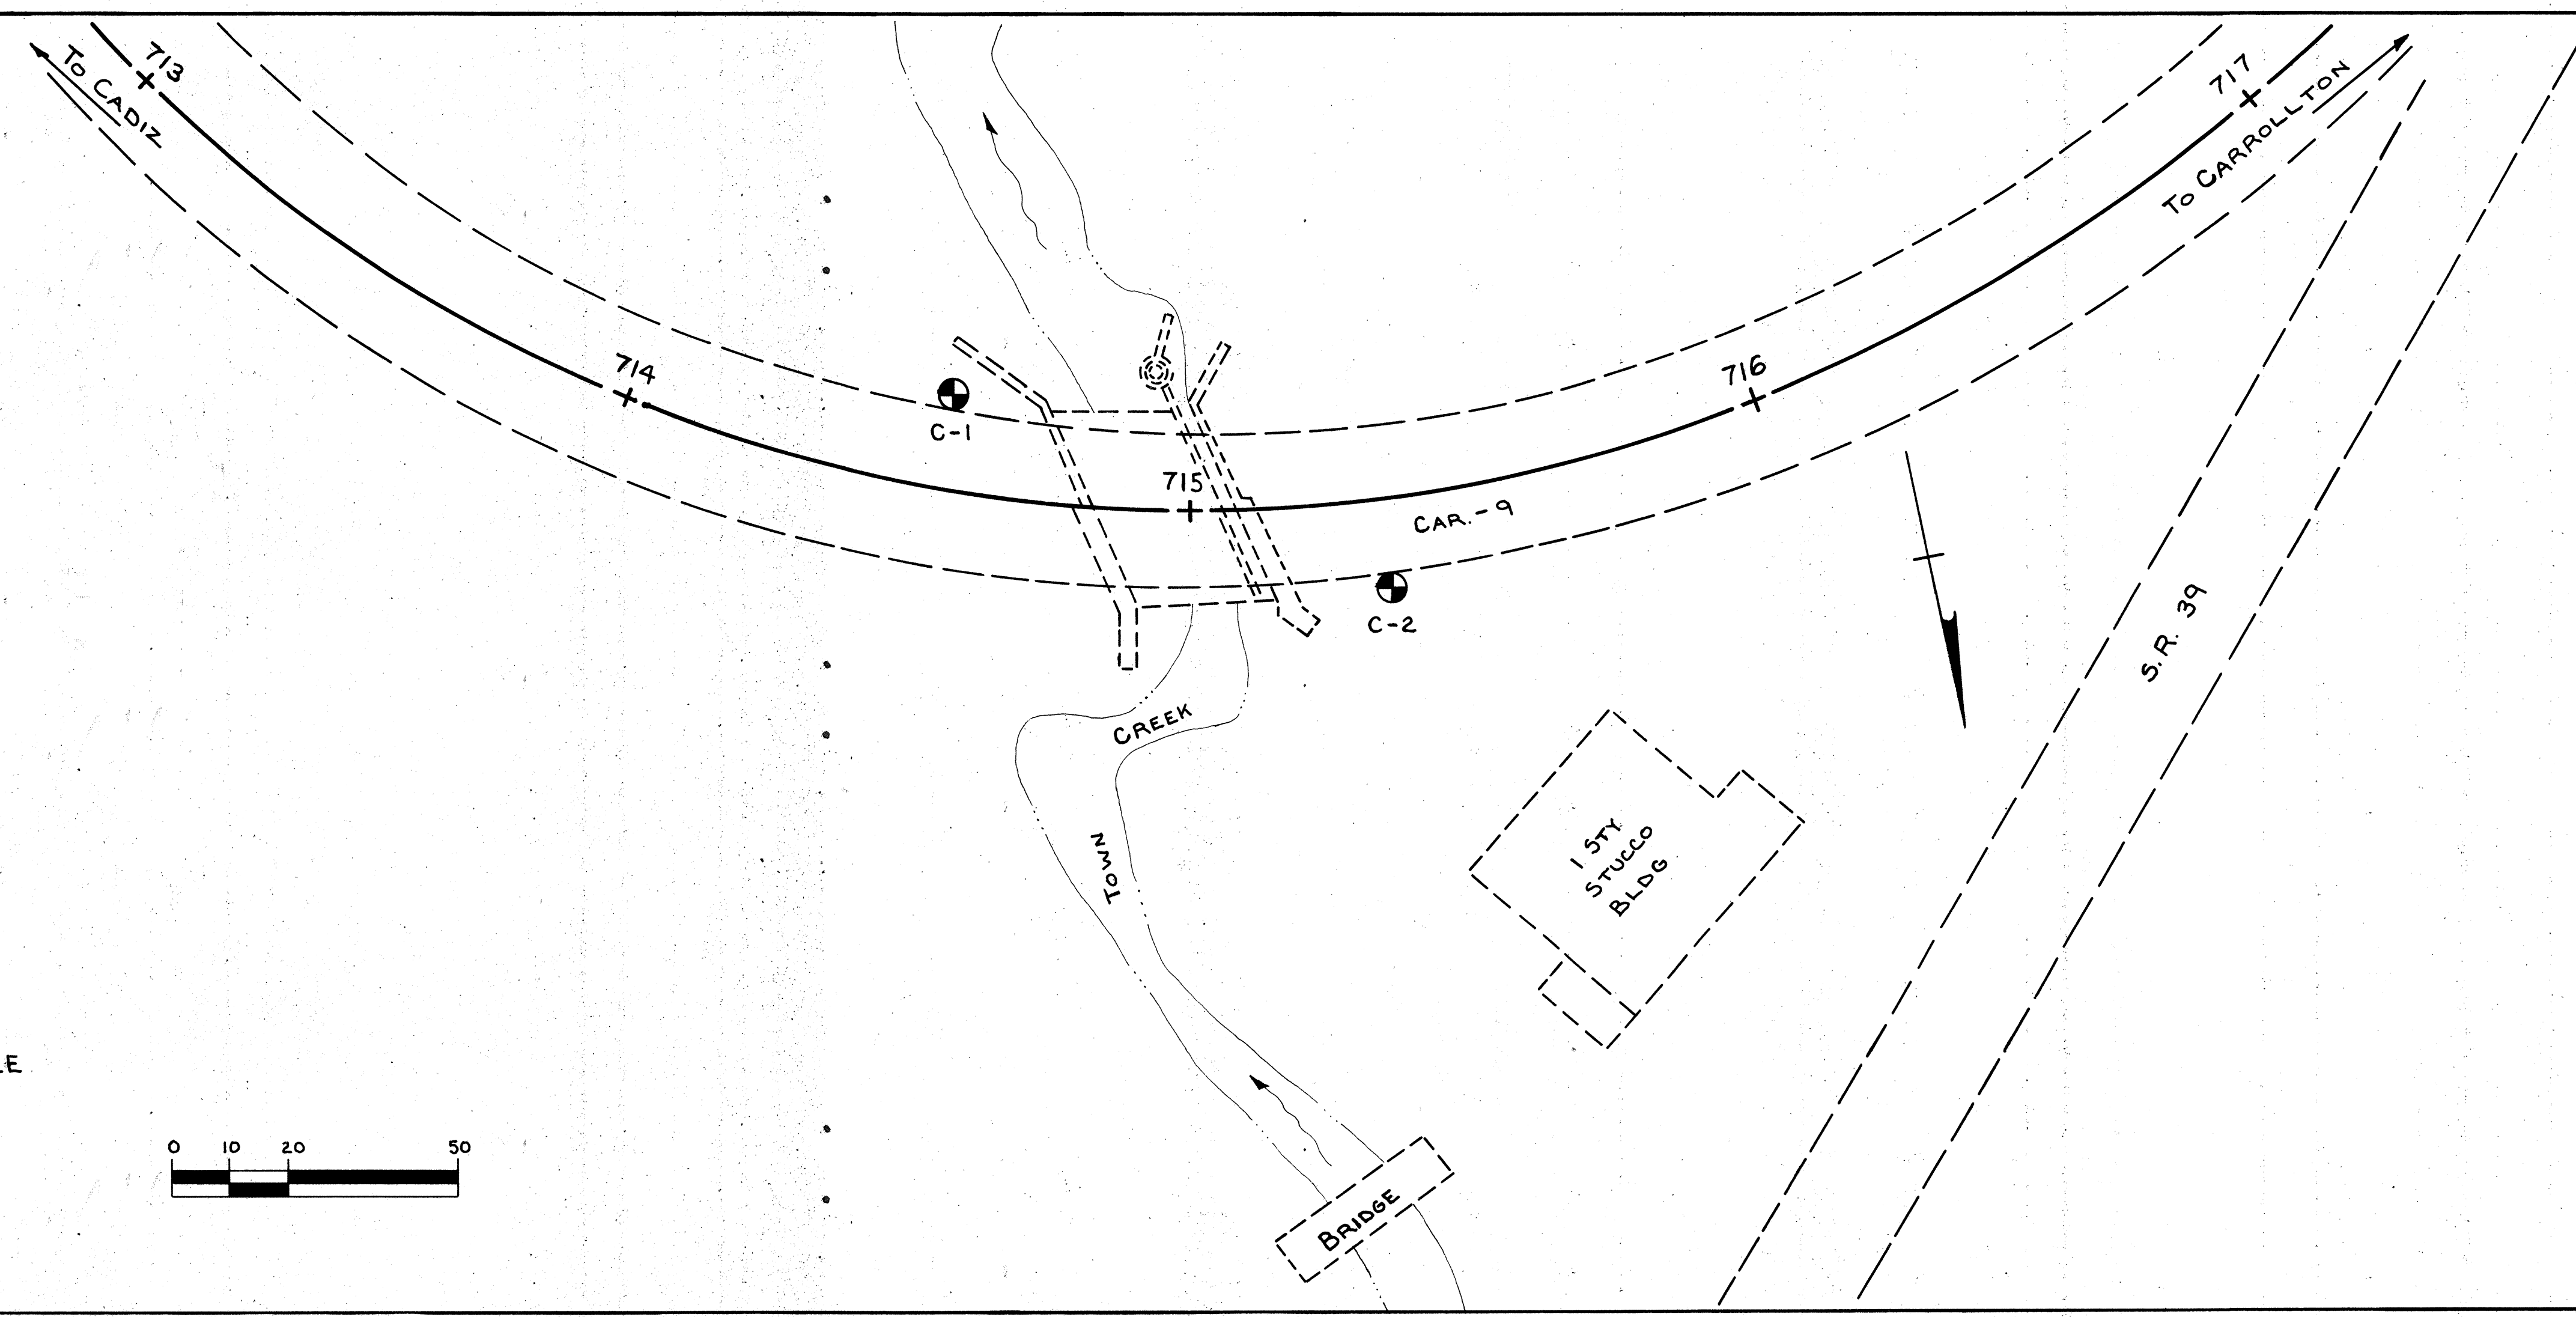 To CADIZ
713
717
To CARROLLTON
714
716
C-1
715
CAR.-9
C-2
S.R. 39
CREEK
TOWN
1 STY.
STUCCO
BLDG
0 10 20 50
BRIDGE